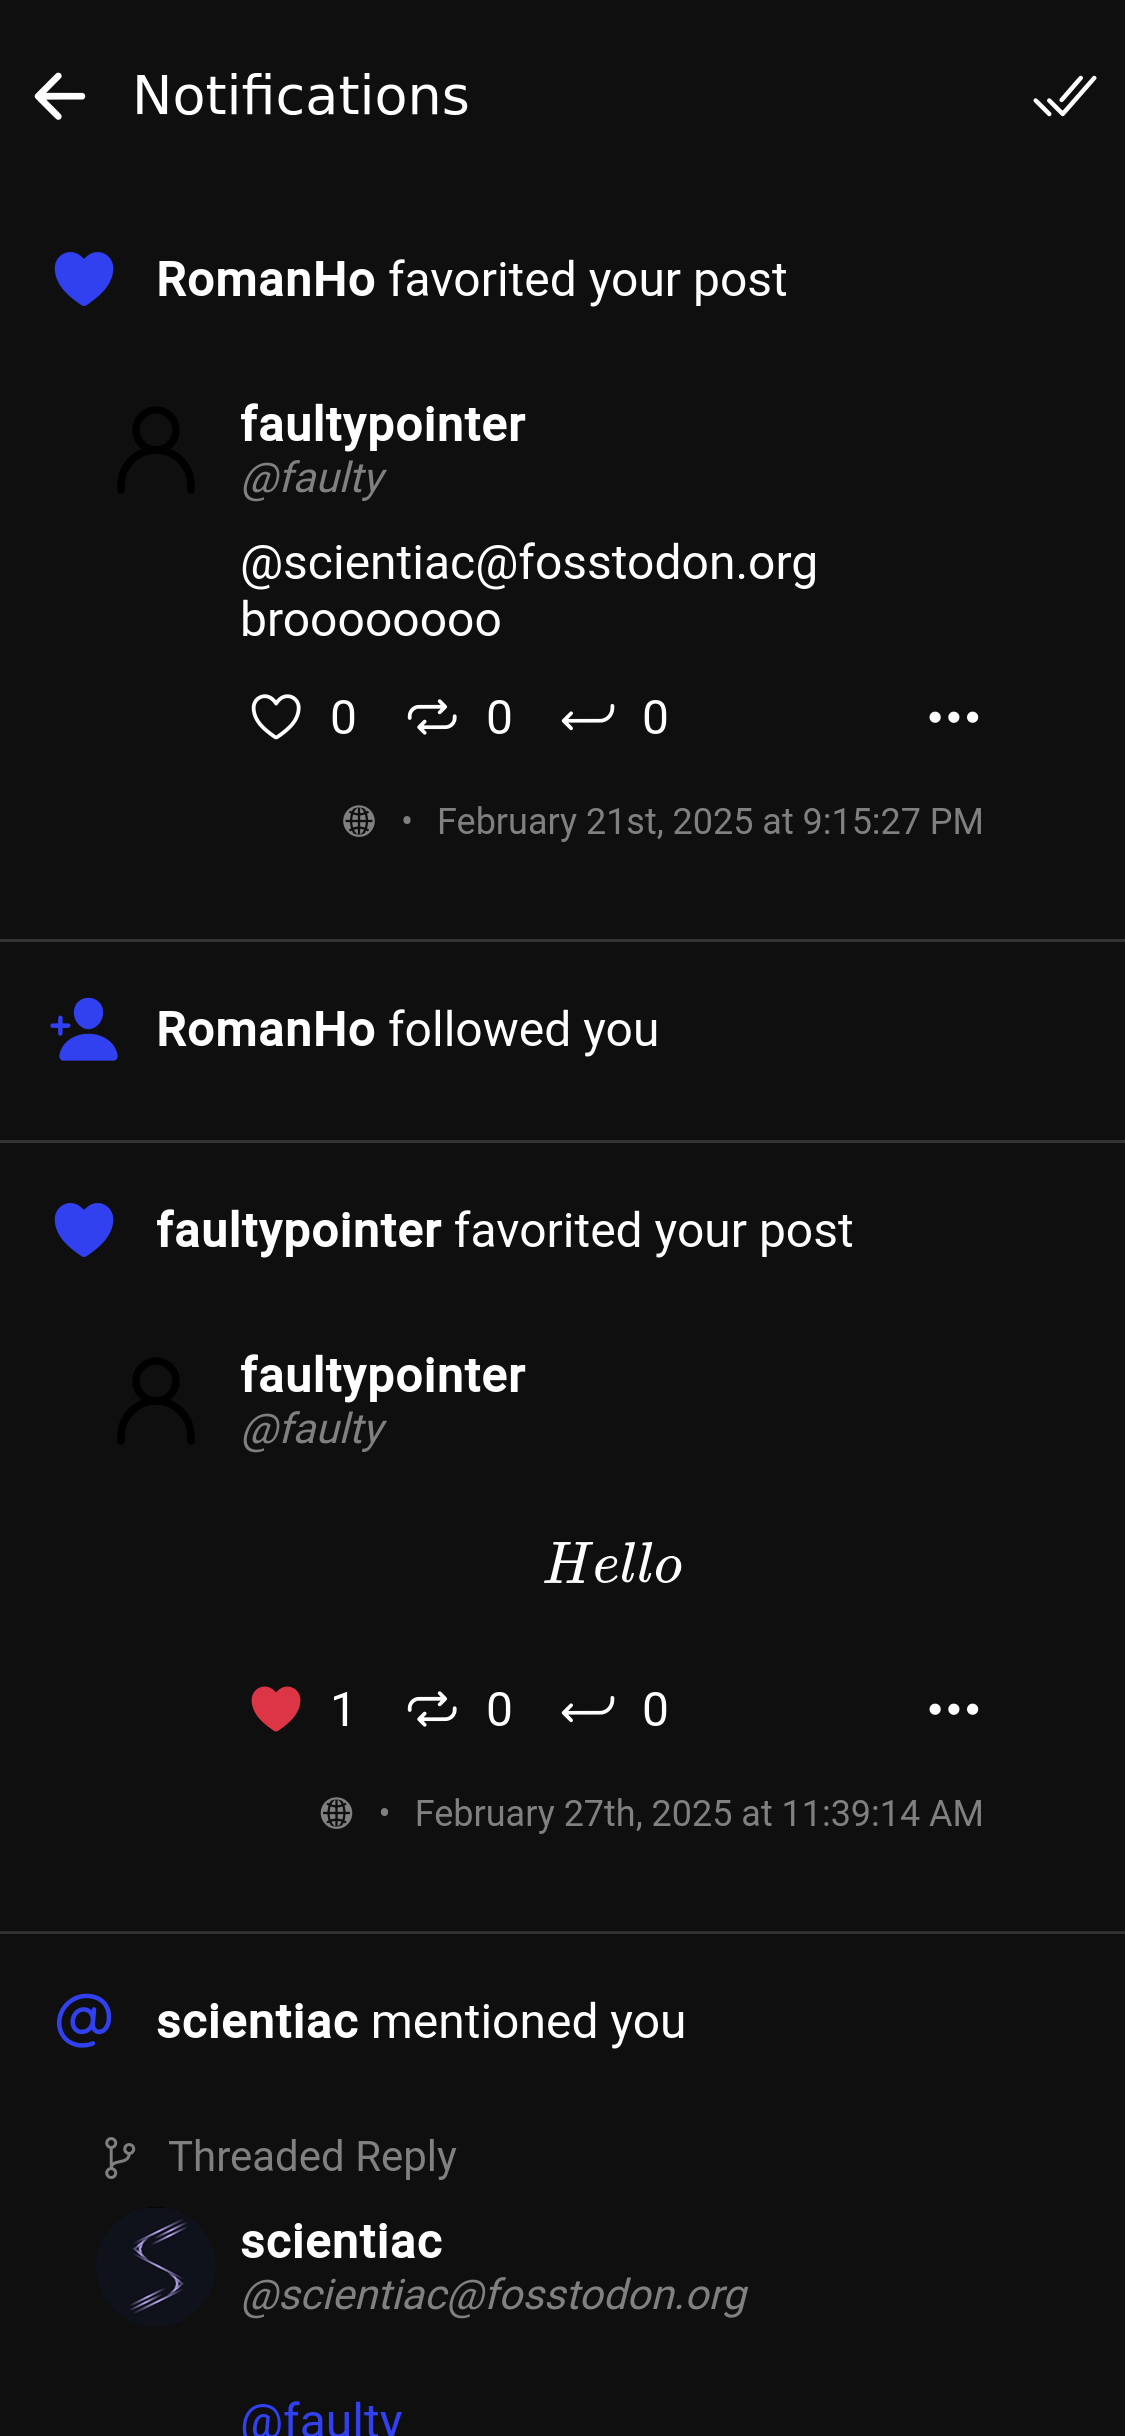 Notifications
RomanHo favorited your post
faultypointer
@faulty
@scientiac@fosstodon.org
broooooooo
0 0 0
• February 21st, 2025 at 9:15:27 PM
RomanHo followed you
faultypointer favorited your post
faultypointer
@faulty
Hello
1 0 0
• February 27th, 2025 at 11:39:14 AM
@ scientiac mentioned you
Threaded Reply
scientiac
@scientiac@fosstodon.org
@faulty